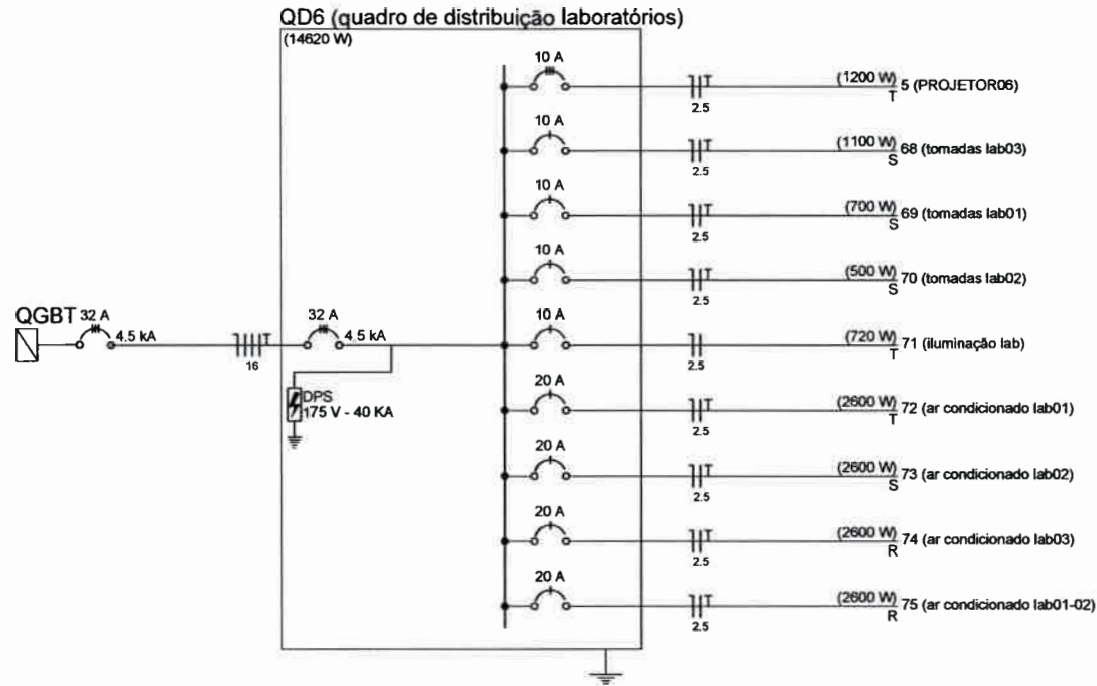 QD6 (quadro de distribuição laboratórios)
(14620 W)
10 A
T
2.5
(1200 W)
T
5 (PROJETOR06)
10 A
T
2.5
(1100 W)
S
68 (tomadas lab03)
10 A
T
2.5
(700 W)
S
69 (tomadas lab01)
10 A
T
2.5
(500 W)
S
70 (tomadas lab02)
QGBT
32 A
4.5 kA
T
16
32 A
4.5 kA
10 A
2.5
(720 W)
T
71 (iluminação lab)
DPS
175 V - 40 KA
20 A
T
2.5
(2600 W)
T
72 (ar condicionado lab01)
20 A
T
2.5
(2600 W)
S
73 (ar condicionado lab02)
20 A
T
2.5
(2600 W)
R
74 (ar condicionado lab03)
20 A
T
2.5
(2600 W)
R
75 (ar condicionado lab01-02)